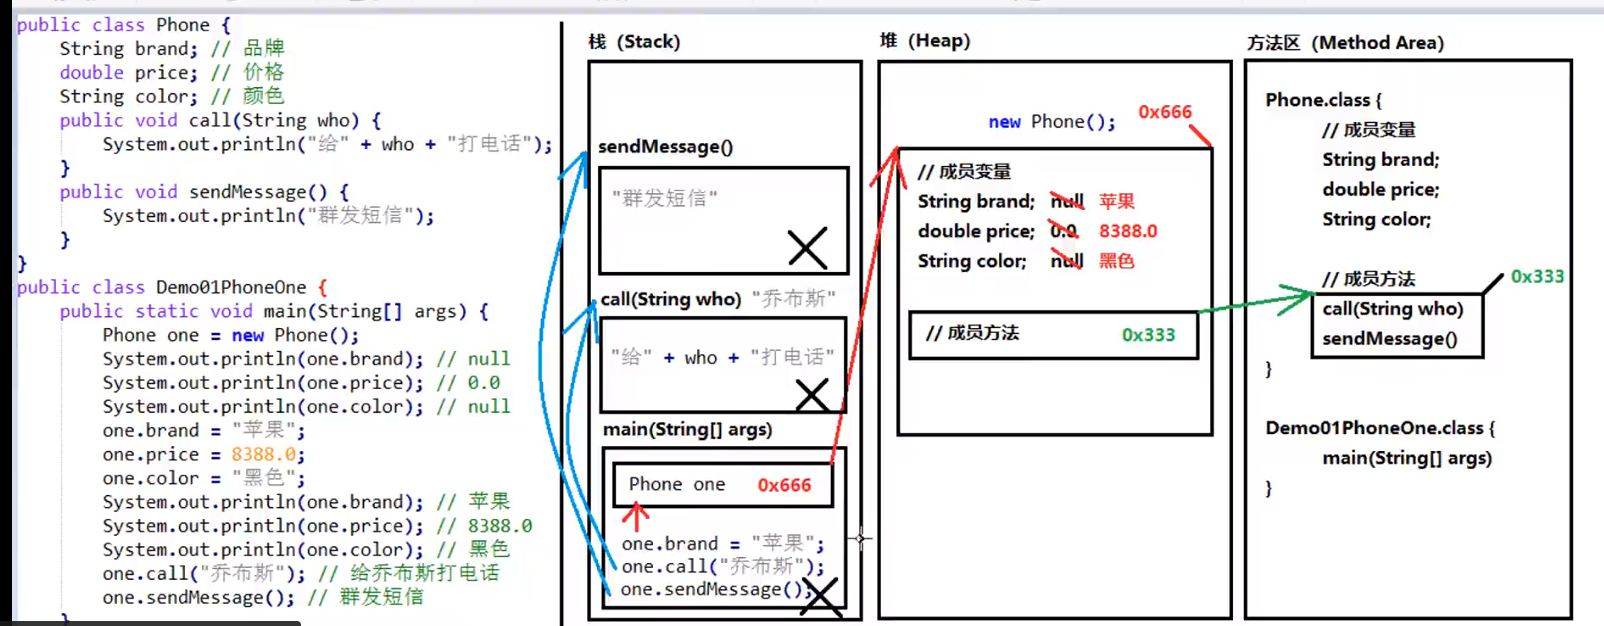 public class Phone {
String brand; // 品牌
double price; // 价格
String color; // 颜色
public void call(String who) {
System.out.println("给" + who + "打电话");
}
public void sendMessage() {
System.out.println("群发短信");
}
}
public class Demo01PhoneOne {
public static void main(String[] args) {
Phone one = new Phone();
System.out.println(one.brand); // null
System.out.println(one.price); // 0.0
System.out.println(one.color); // null
one.brand = "苹果";
one.price = 8388.0;
one.color = "黑色";
System.out.println(one.brand); // 苹果
System.out.println(one.price); // 8388.0
System.out.println(one.color); // 黑色
one.call("乔布斯"); // 给乔布斯打电话
one.sendMessage(); // 群发短信
}
栈（Stack）
sendMessage()
"群发短信"
call(String who) "乔布斯"
"给" + who + "打电话"
main(String[] args)
Phone one 0x666
one.brand = "苹果";
one.call("乔布斯");
one.sendMessage();
堆（Heap）
new Phone(); 0x666
// 成员变量
String brand; null 苹果
double price; 0.0 8388.0
String color; null 黑色
// 成员方法 0x333
方法区（Method Area）
Phone.class {
// 成员变量
String brand;
double price;
String color;
// 成员方法 0x333
call(String who)
sendMessage()
}
Demo01PhoneOne.class {
main(String[] args)
}